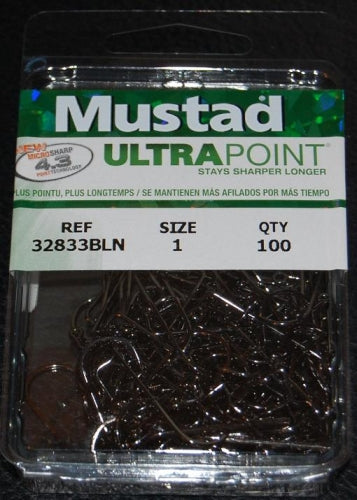 Mustad
NEW
MICRO SHARP
4.3
POINT TECHNOLOGY
ULTRAPOINT®
STAYS SHARPER LONGER
PLUS POINTU, PLUS LONGTEMPS / SE MANTIENEN MAS AFILADOS POR MÁS TIEMPO
REF SIZE QTY
32833BLN 1 100